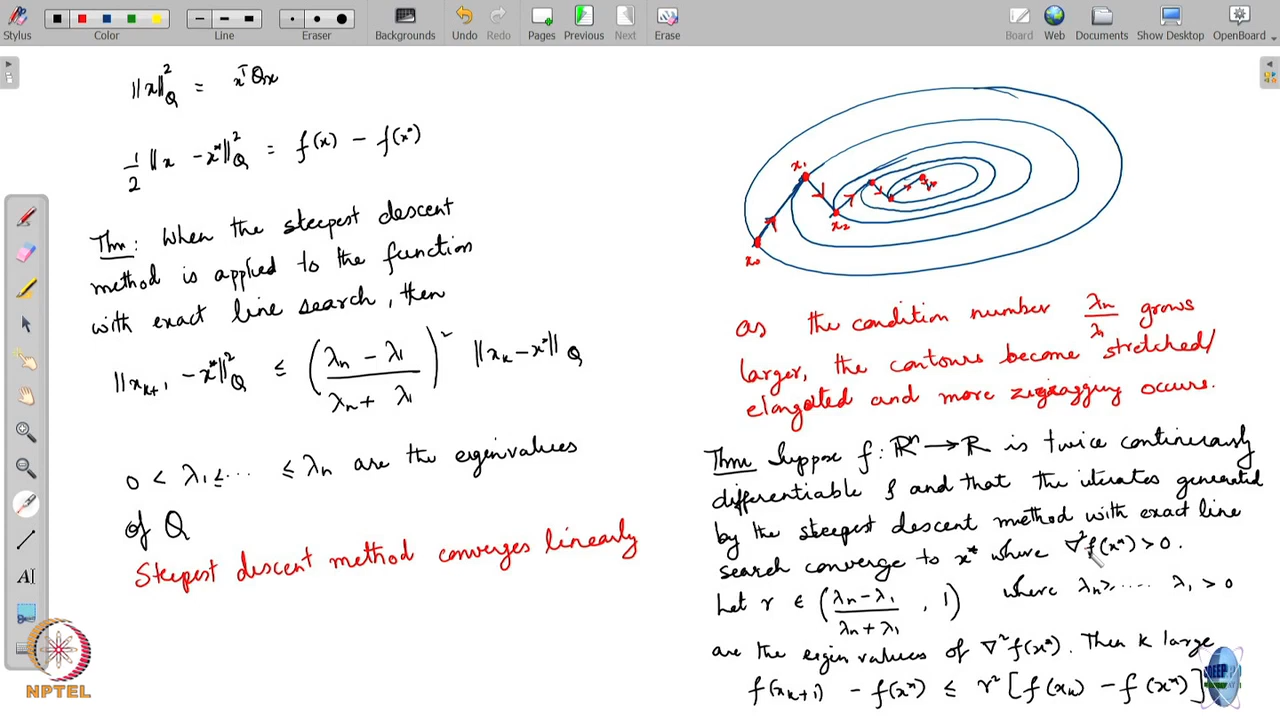 Stylus
Color
Line
Eraser
Backgrounds
Undo
Redo
Pages
Previous
Next
Erase
Board
Web
Documents
Show Desktop
OpenBoard
||x||²_Q = xᵀQx
1/2 ||x - x*||²_Q = f(x) - f(x*)
Thm: When the steepest descent
method is applied to the function
with exact line search, then
||x_{k+1} - x*||²_Q ≤ ((λn - λ1)/(λn + λ1))² ||x_k - x*||_Q
0 < λ1 ≤ ... ≤ λn are the eigenvalues
of Q
Steepest descent method converges linearly
x0
x1
x2
as the condition number λn/λ1 grows
larger, the contours become stretched/
elongated and more zigzagging occurs.
Thm Suppose f: Rⁿ → R is twice continuously
differentiable & and that the iterates generated
by the steepest descent method with exact line
search converge to x* where ∇²f(x*) > 0.
Let r ∈ ((λn - λ1)/(λn + λ1), 1) where λn ≥ ..... λ1 > 0
are the eigen values of ∇²f(x*). Then k large
f(x_{k+1}) - f(x*) ≤ r² [f(x_k) - f(x*)]
NPTEL